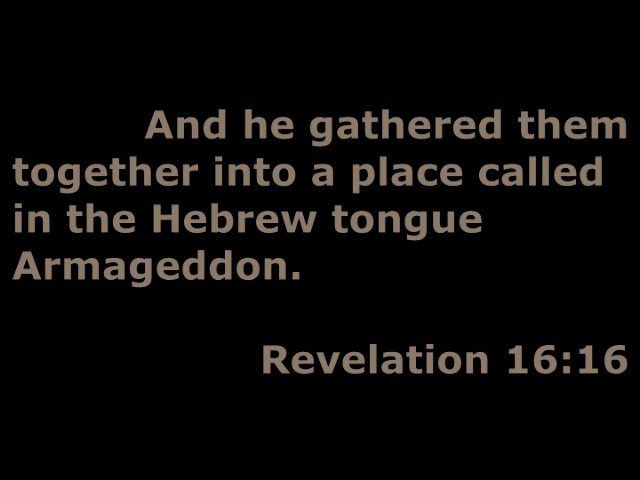 And he gathered them
together into a place called
in the Hebrew tongue
Armageddon.
Revelation 16:16